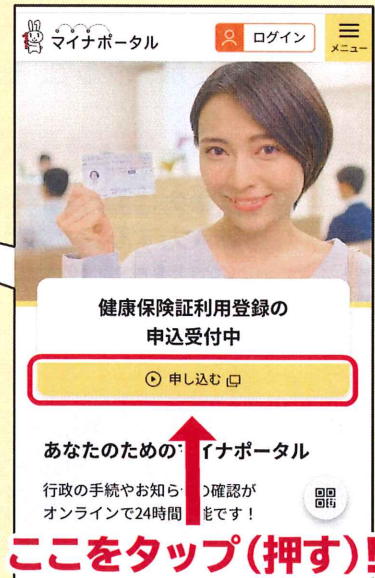 マイナポータル
ログイン
メニュー
健康保険証利用登録の
申込受付中
申し込む
あなたのための イナポータル
行政の手続やお知ら の確認が
オンラインで24時間 能です！
ここをタップ(押す)!